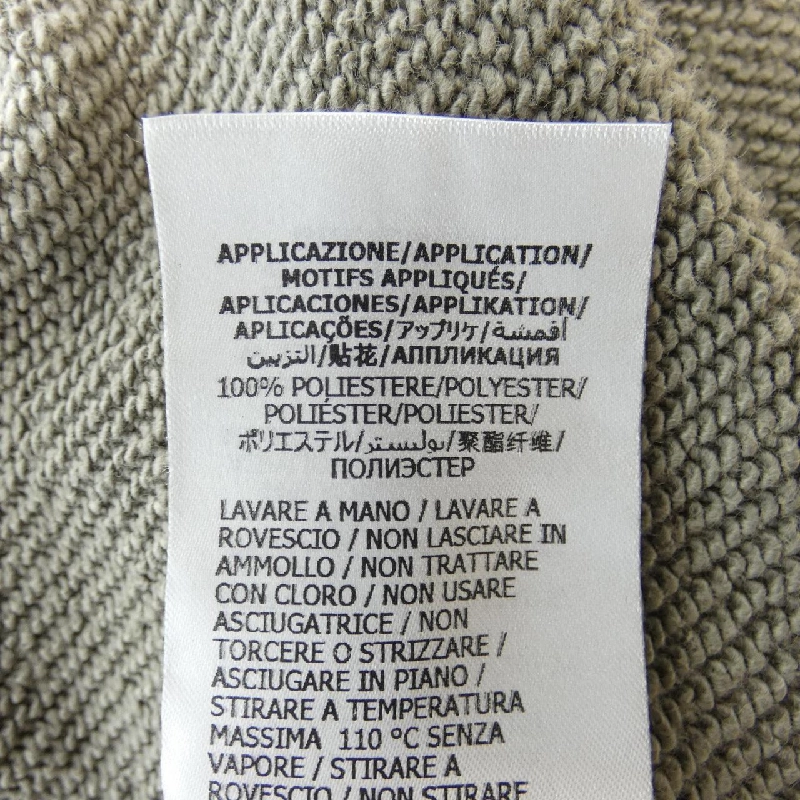 APPLICAZIONE/APPLICATION/
MOTIFS APPLIQUÉS/
APLICACIONES/APPLIKATION/
APLICAÇÕES/アップリケ/أقمشة
التزيين/貼花/АППЛИКАЦИЯ
100% POLIESTERE/POLYESTER/
POLIÉSTER/POLIESTER/
ポリエステル/بوليستر/聚酯纤维/
ПОЛИЭСТЕР
LAVARE A MANO / LAVARE A
ROVESCIO / NON LASCIARE IN
AMMOLLO / NON TRATTARE
CON CLORO / NON USARE
ASCIUGATRICE / NON
TORCERE O STRIZZARE /
ASCIUGARE IN PIANO /
STIRARE A TEMPERATURA
MASSIMA 110 °C SENZA
VAPORE / STIRARE A
ROVESCIO / NON STIRARE